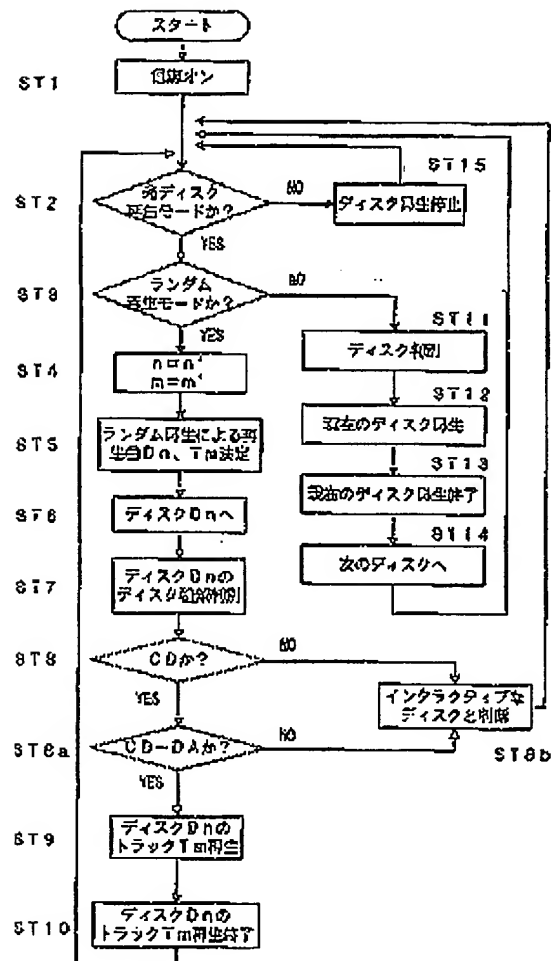 スタート
ST1
電源オン
ST15
ST2
全ディスク
再生モードか?
NO
ディスク再生停止
YES
ST3
ランダム
再生モードか?
NO
YES
ST11
ディスク判別
ST4
n=n'
m=m'
ST12
現在のディスク再生
ST5
ランダム再生による再
生曲Dn、Tm決定
ST13
現在のディスク再生終了
ST6
ディスクDnへ
ST14
次のディスクへ
ST7
ディスクDnの
ディスク種類判別
ST8
CDか?
NO
YES
インタラクティブな
ディスクと判断
ST8b
ST8a
CD-DAか?
NO
YES
ST9
ディスクDnの
トラックTm再生
ST10
ディスクDnの
トラックTm再生終了